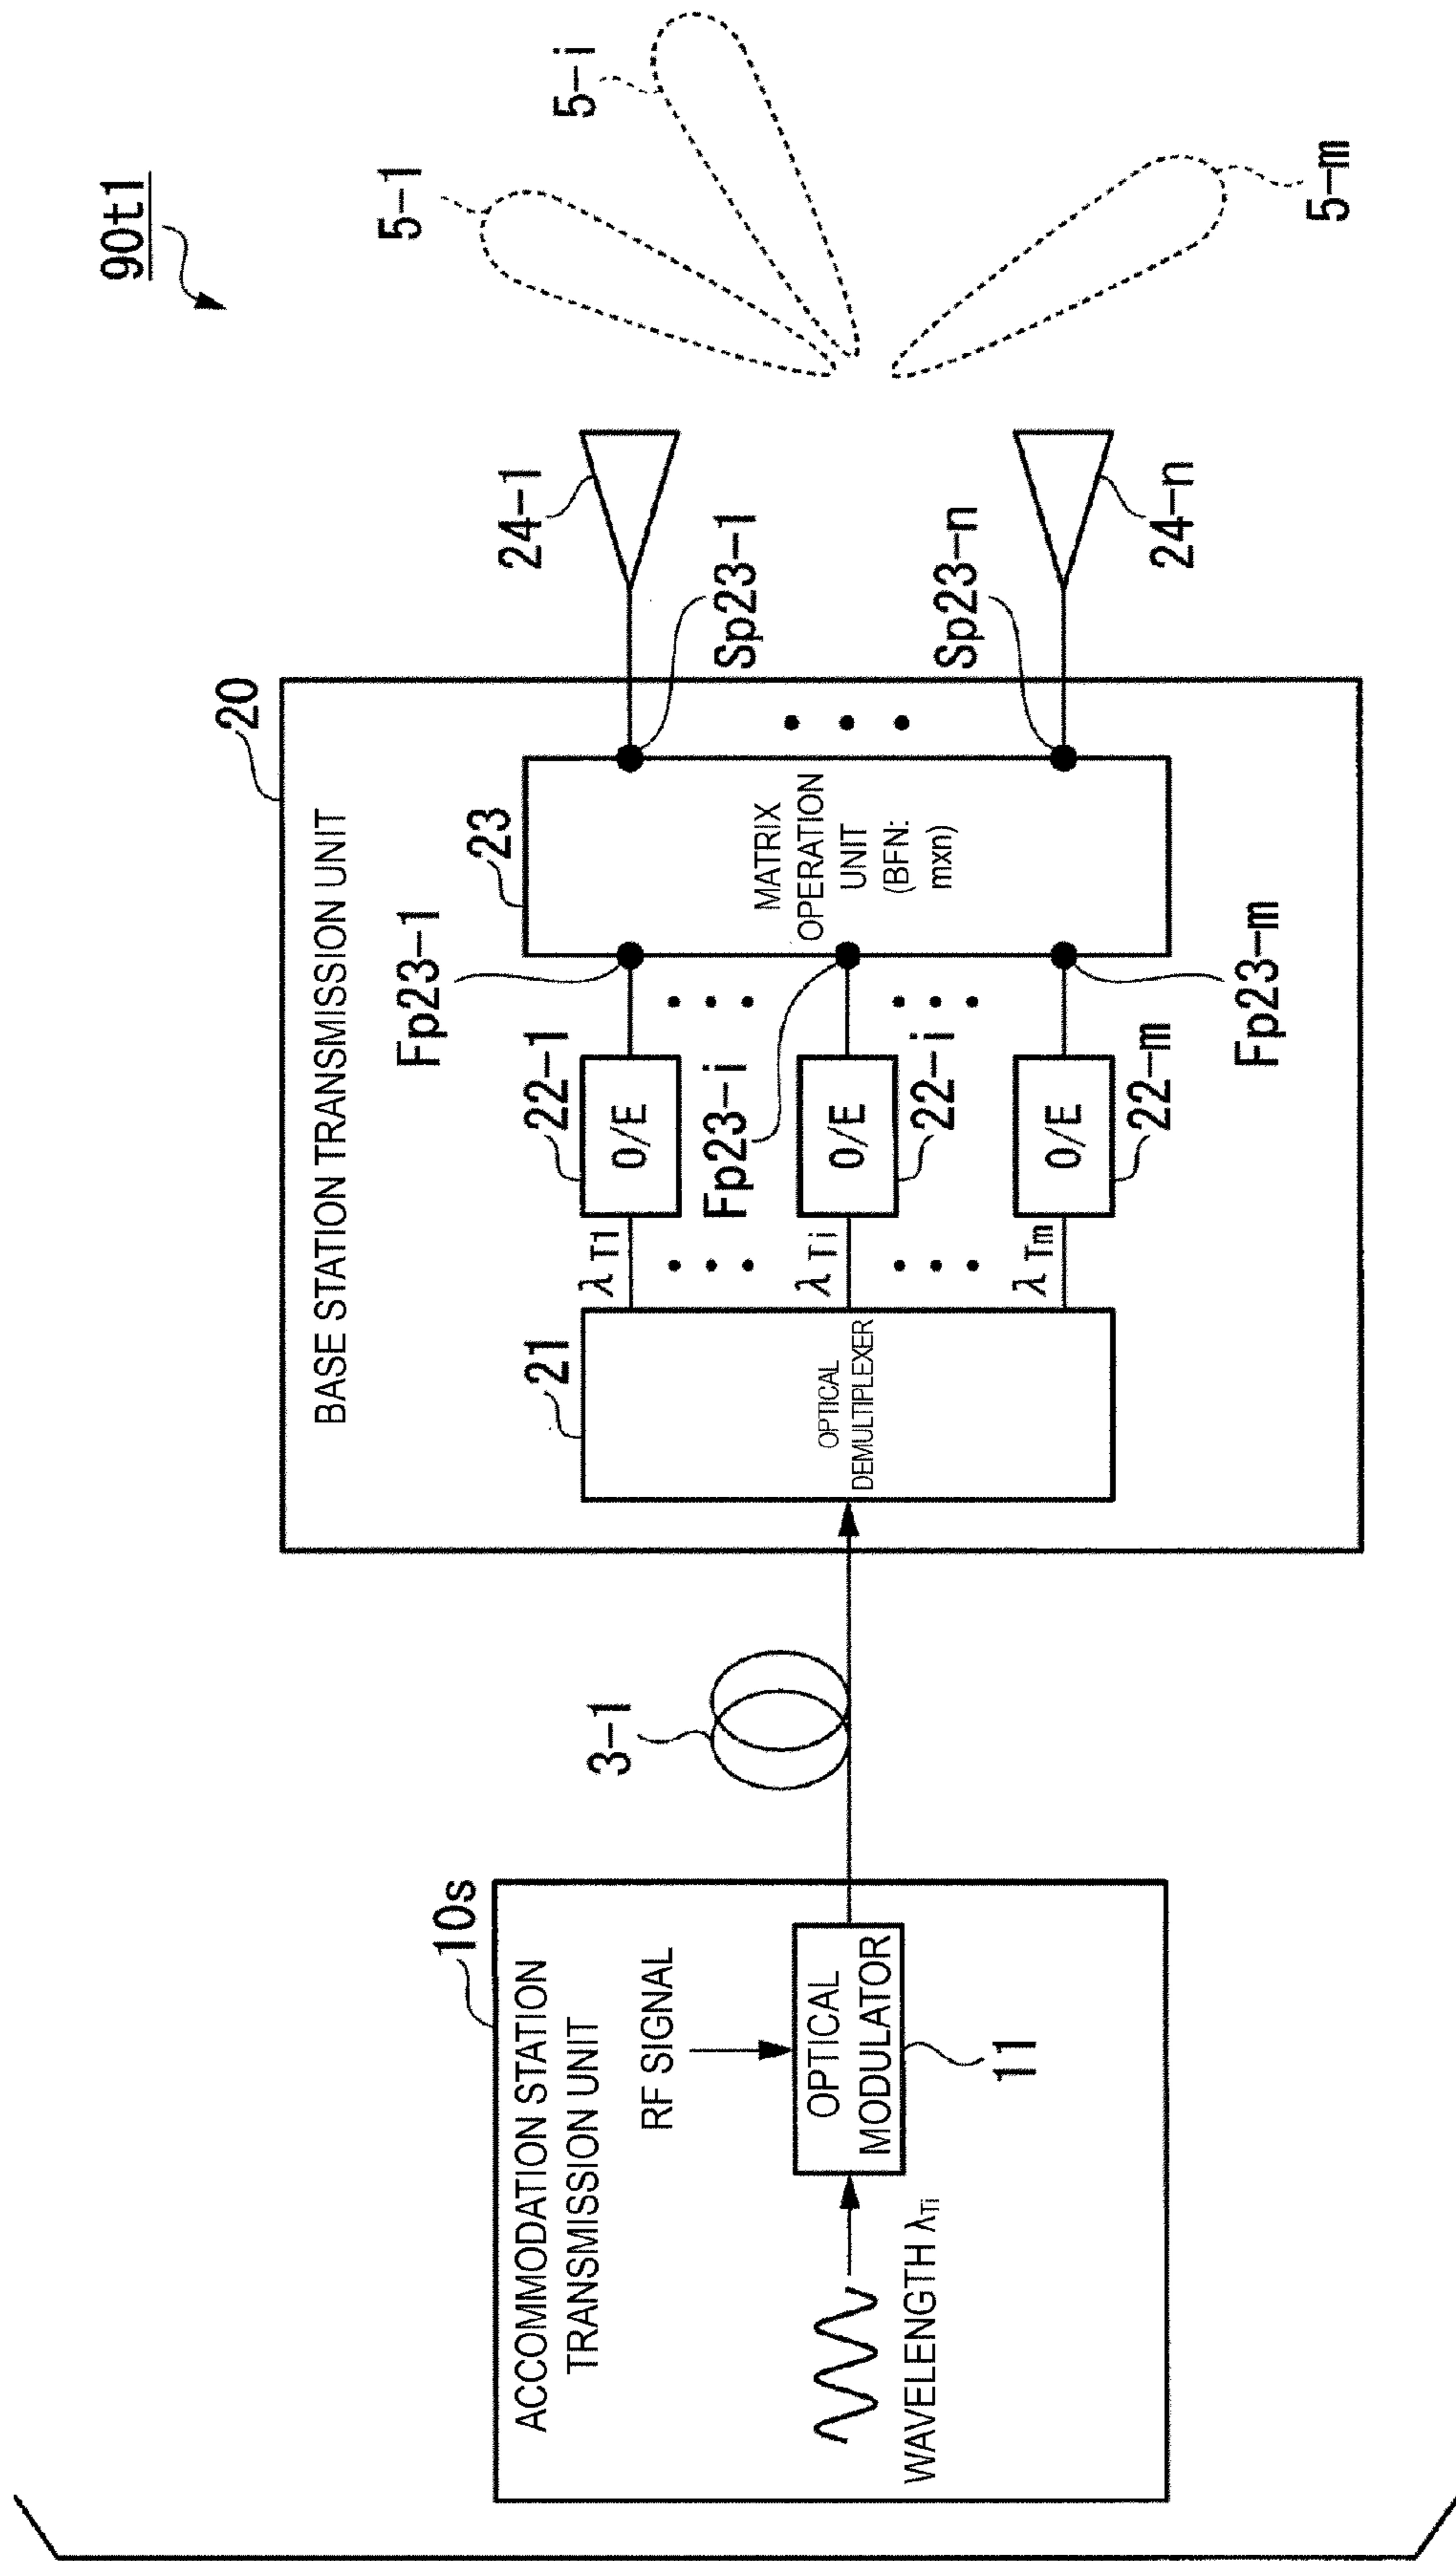 90t1
5-1
5-i
5-m
24-1
24-n
Sp23-1
Sp23-n
20
BASE STATION TRANSMISSION UNIT
23
MATRIX
OPERATION
UNIT
(BFN:
mxn)
Fp23-1
Fp23-i
Fp23-m
22-1
O/E
22-i
O/E
22-m
O/E
λT1
λTi
λTm
21
OPTICAL
DEMULTIPLEXER
3-1
10s
ACCOMMODATION STATION
TRANSMISSION UNIT
RF SIGNAL
OPTICAL
MODULATOR
11
WAVELENGTH λTi